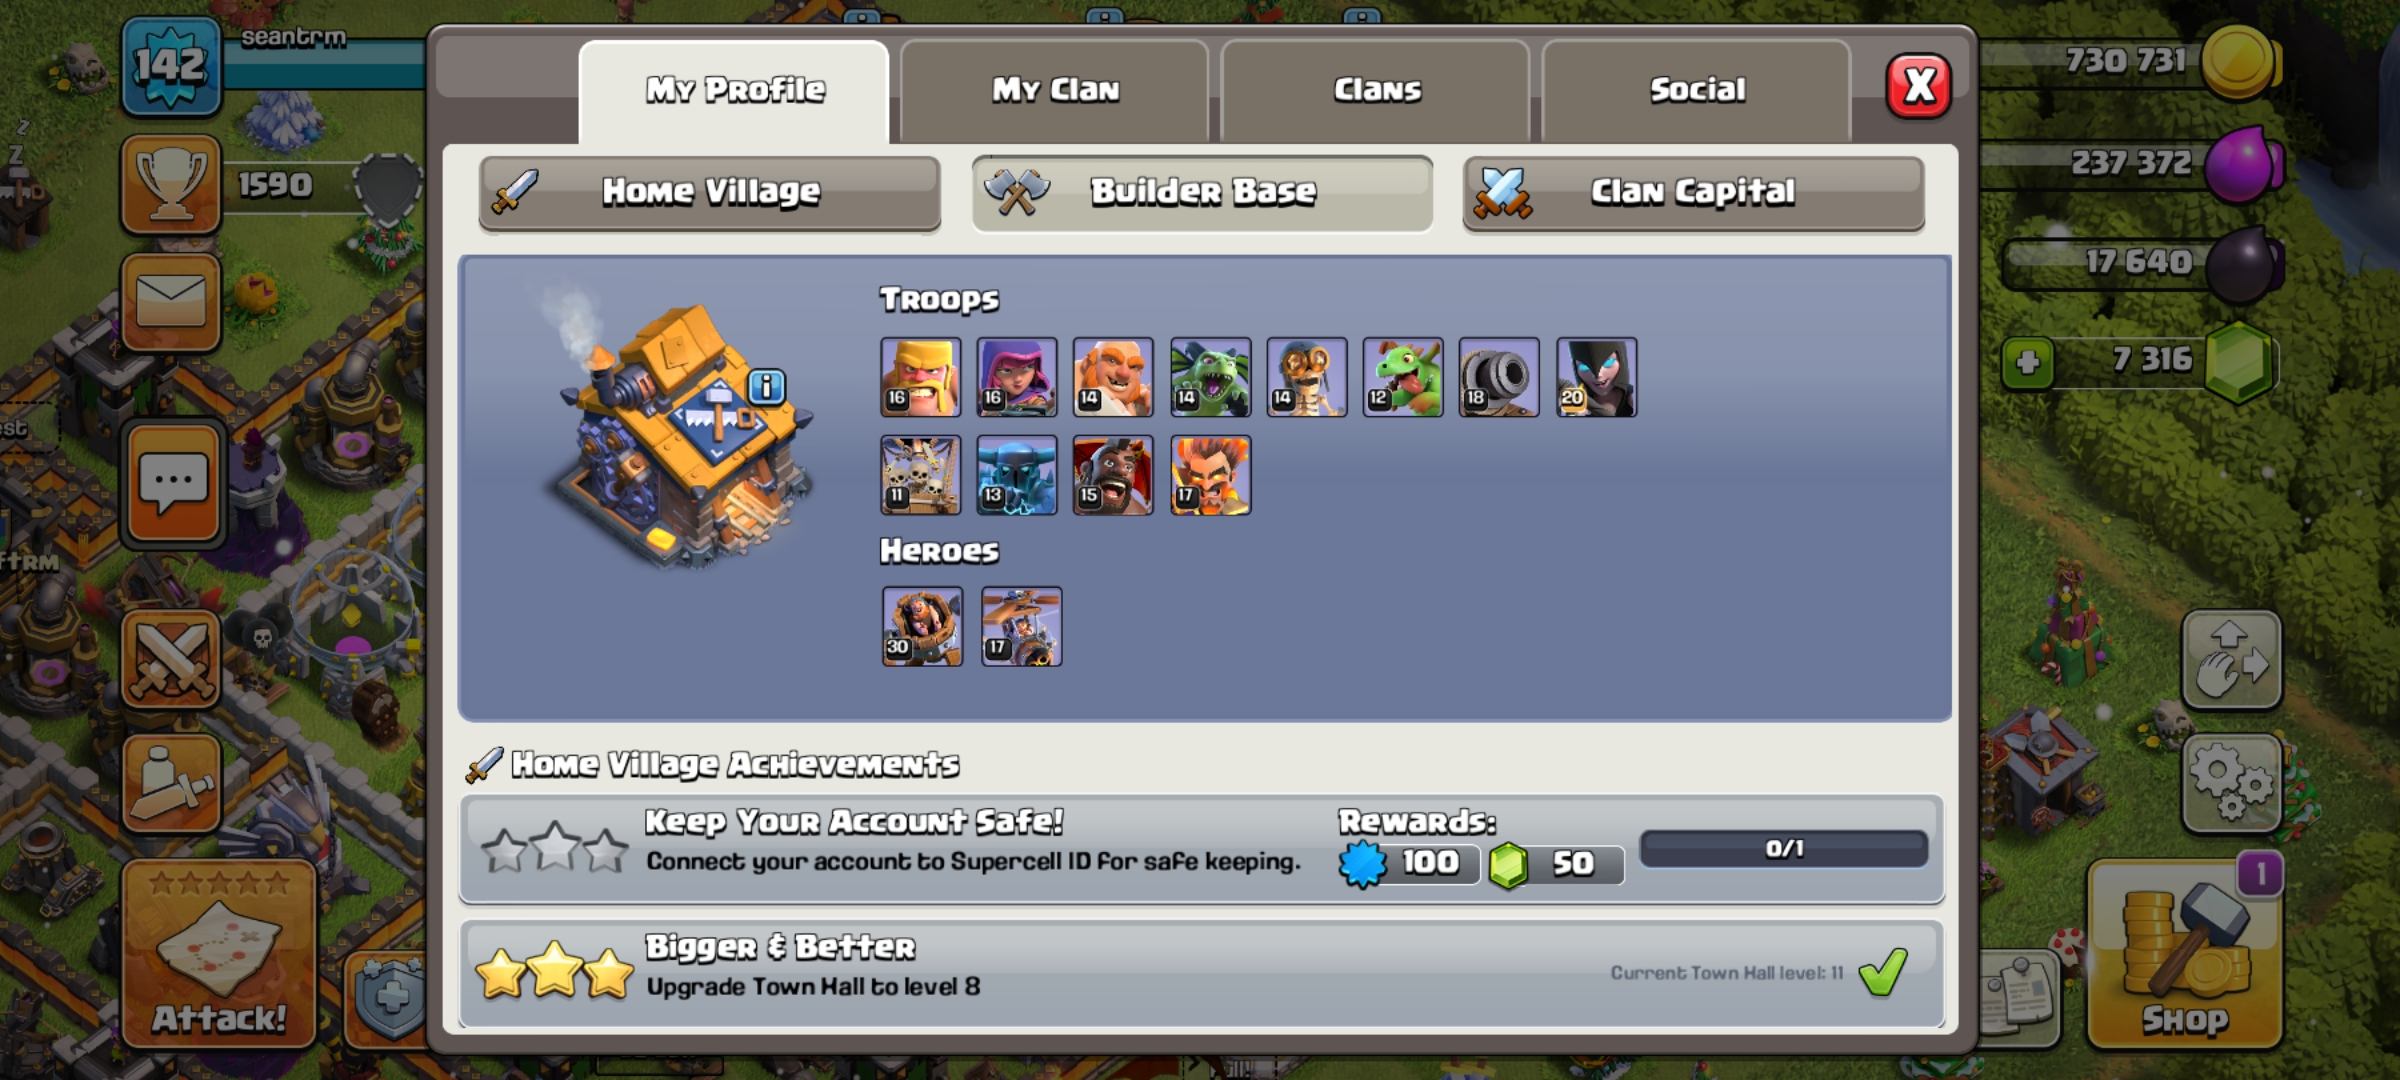 142
seantrm
My Profile
My Clan
Clans
Social
X
730 731
1590
Home Village
Builder Base
Clan Capital
237 372
17 640
7 316
Troops
16 16 14 14 14 12 18 20
11 13 15 17
Heroes
30 17
Home Village Achievements
Keep Your Account Safe!
Connect your account to Supercell ID for safe keeping.
Rewards:
100 50
0/1
Bigger & Better
Upgrade Town Hall to level 8
Current Town Hall level: 11
Attack!
1
Shop